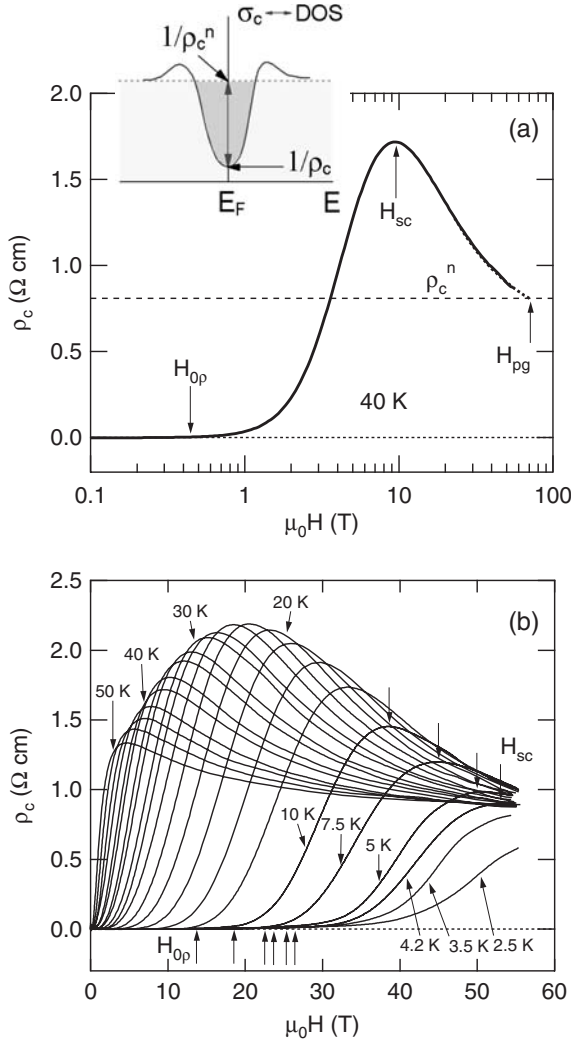 σc ↔ DOS
1/ρcⁿ
1/ρc
EF E
(a)
2.0
1.5
1.0
0.5
0.0
ρc (Ω cm)
Hsc
ρcⁿ
Hpg
H0ρ
40 K
0.1 1 10 100
μ0H (T)
(b)
2.5
2.0
1.5
1.0
0.5
0.0
ρc (Ω cm)
50 K
40 K
30 K
20 K
Hsc
10 K
7.5 K
5 K
4.2 K
3.5 K
2.5 K
H0ρ
0 10 20 30 40 50 60
μ0H (T)